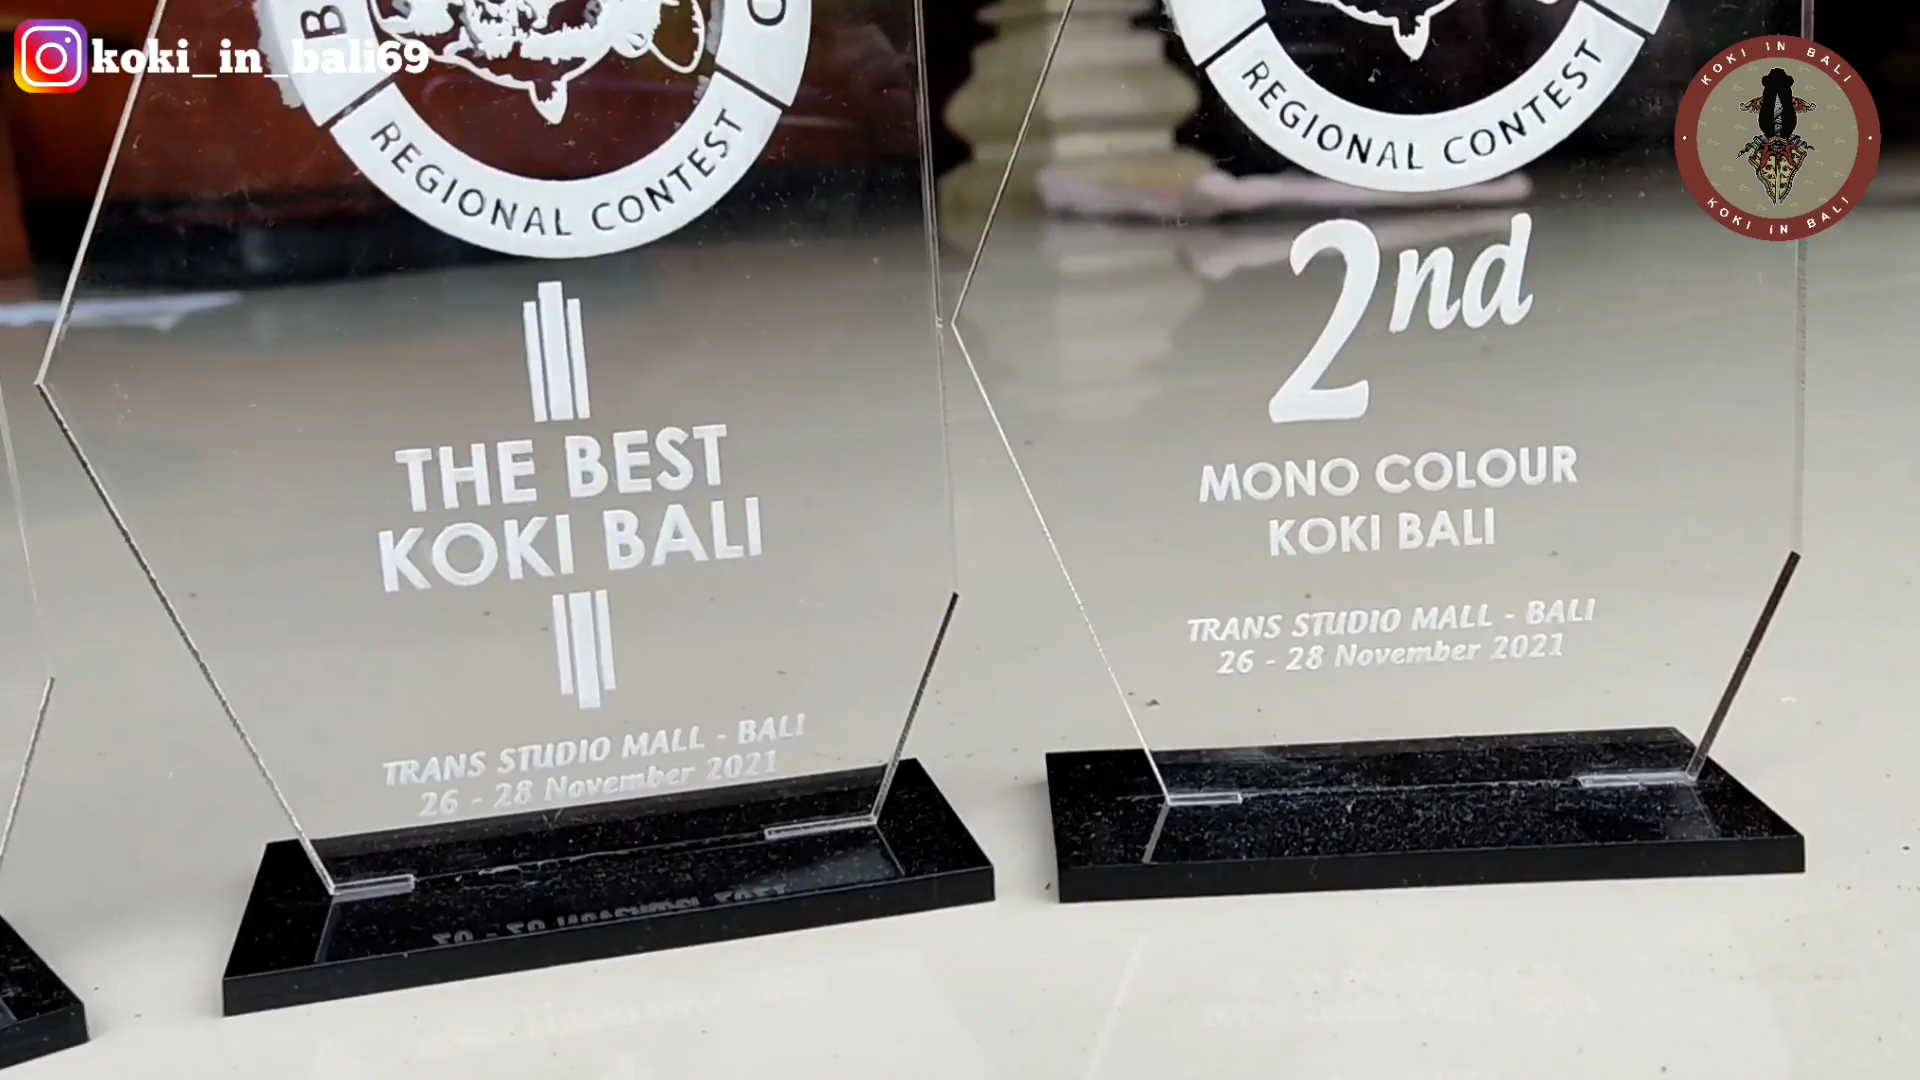 koki_in_bali69
KOKI IN BALI
KOKI IN BALI
REGIONAL CONTEST
THE BEST
KOKI BALI
TRANS STUDIO MALL - BALI
26 - 28 November 2021
REGIONAL CONTEST
2nd
MONO COLOUR
KOKI BALI
TRANS STUDIO MALL - BALI
26 - 28 November 2021